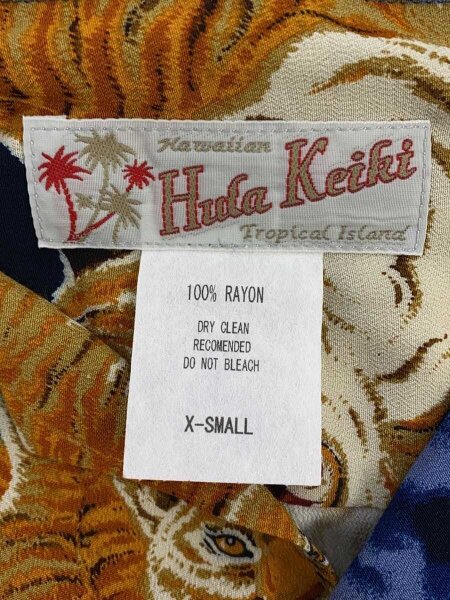 Hawaiian
Hula Keiki
Tropical Island
100% RAYON
DRY CLEAN
RECOMENDED
DO NOT BLEACH
X-SMALL